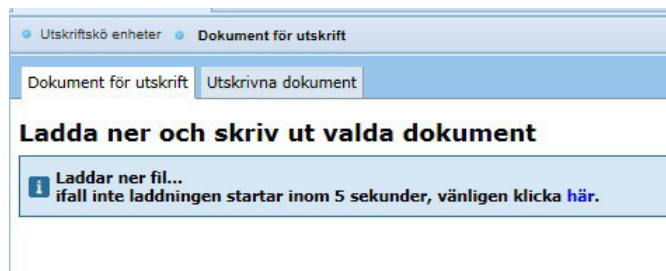 Utskriftskö enheter Dokument för utskrift
Dokument för utskrift Utskrivna dokument
Ladda ner och skriv ut valda dokument
Laddar ner fil...
ifall inte laddningen startar inom 5 sekunder, vänligen klicka här.